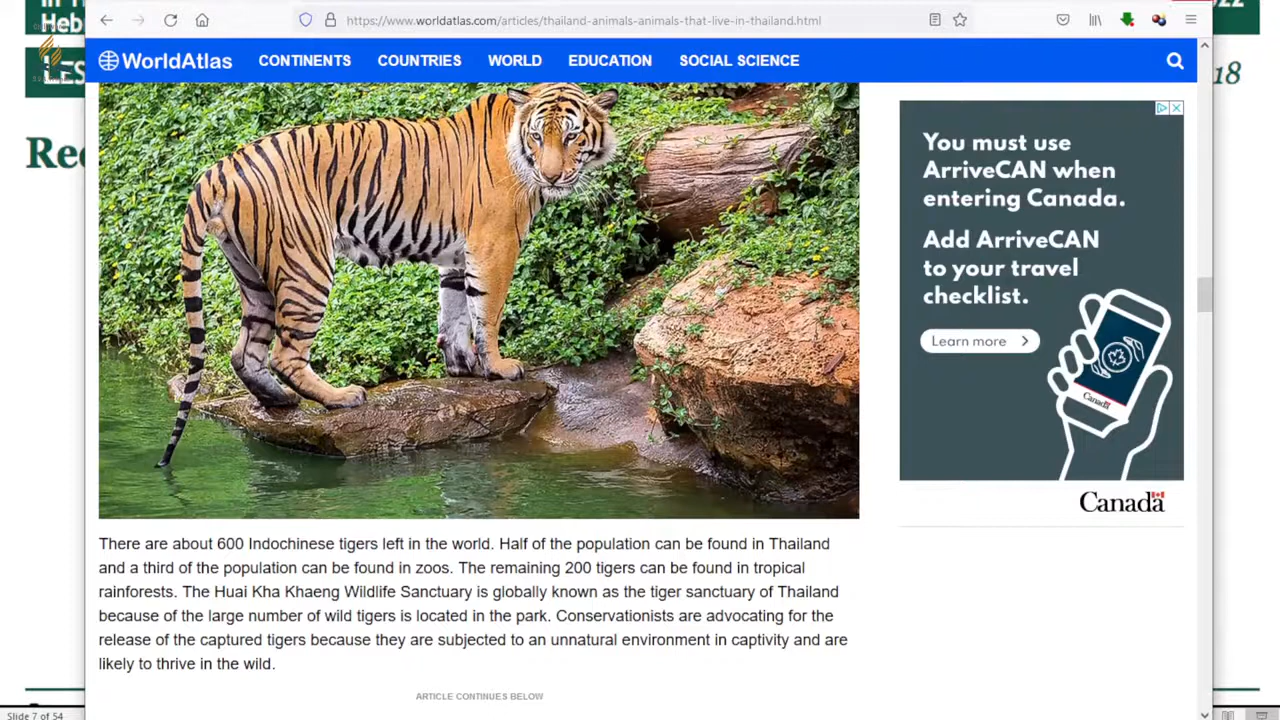 Heb
LES
18
Rec
https://www.worldatlas.com/articles/thailand-animals-animals-that-live-in-thailand.html
WorldAtlas CONTINENTS COUNTRIES WORLD EDUCATION SOCIAL SCIENCE
You must use
ArriveCAN when
entering Canada.
Add ArriveCAN
to your travel
checklist.
Learn more
Canada
Canada
There are about 600 Indochinese tigers left in the world. Half of the population can be found in Thailand
and a third of the population can be found in zoos. The remaining 200 tigers can be found in tropical
rainforests. The Huai Kha Khaeng Wildlife Sanctuary is globally known as the tiger sanctuary of Thailand
because of the large number of wild tigers is located in the park. Conservationists are advocating for the
release of the captured tigers because they are subjected to an unnatural environment in captivity and are
likely to thrive in the wild.
ARTICLE CONTINUES BELOW
Slide 7 of 54